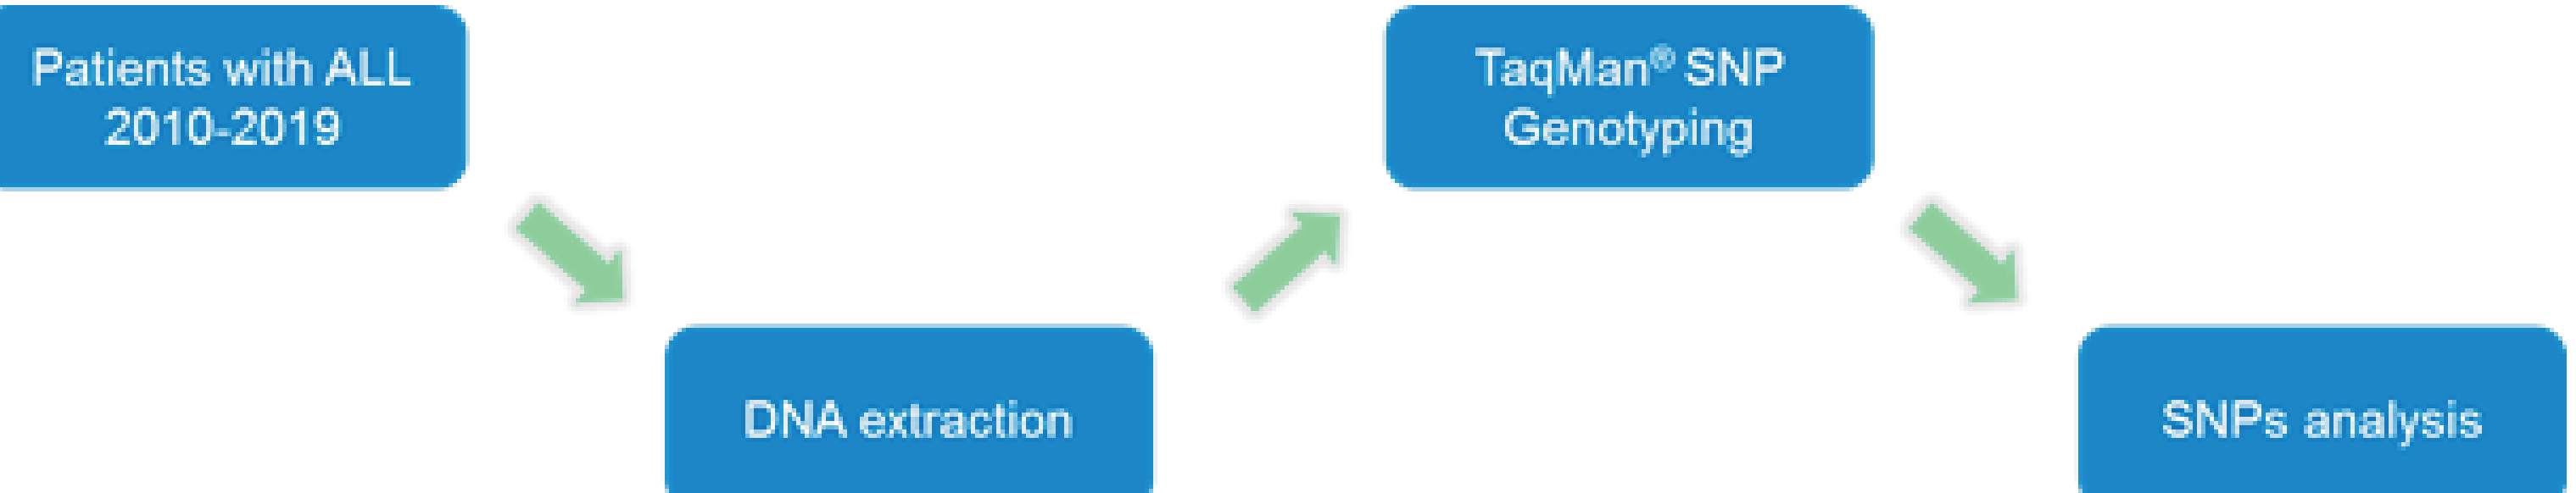 Patients with ALL
2010-2019
DNA extraction
TaqMan® SNP
Genotyping
SNPs analysis